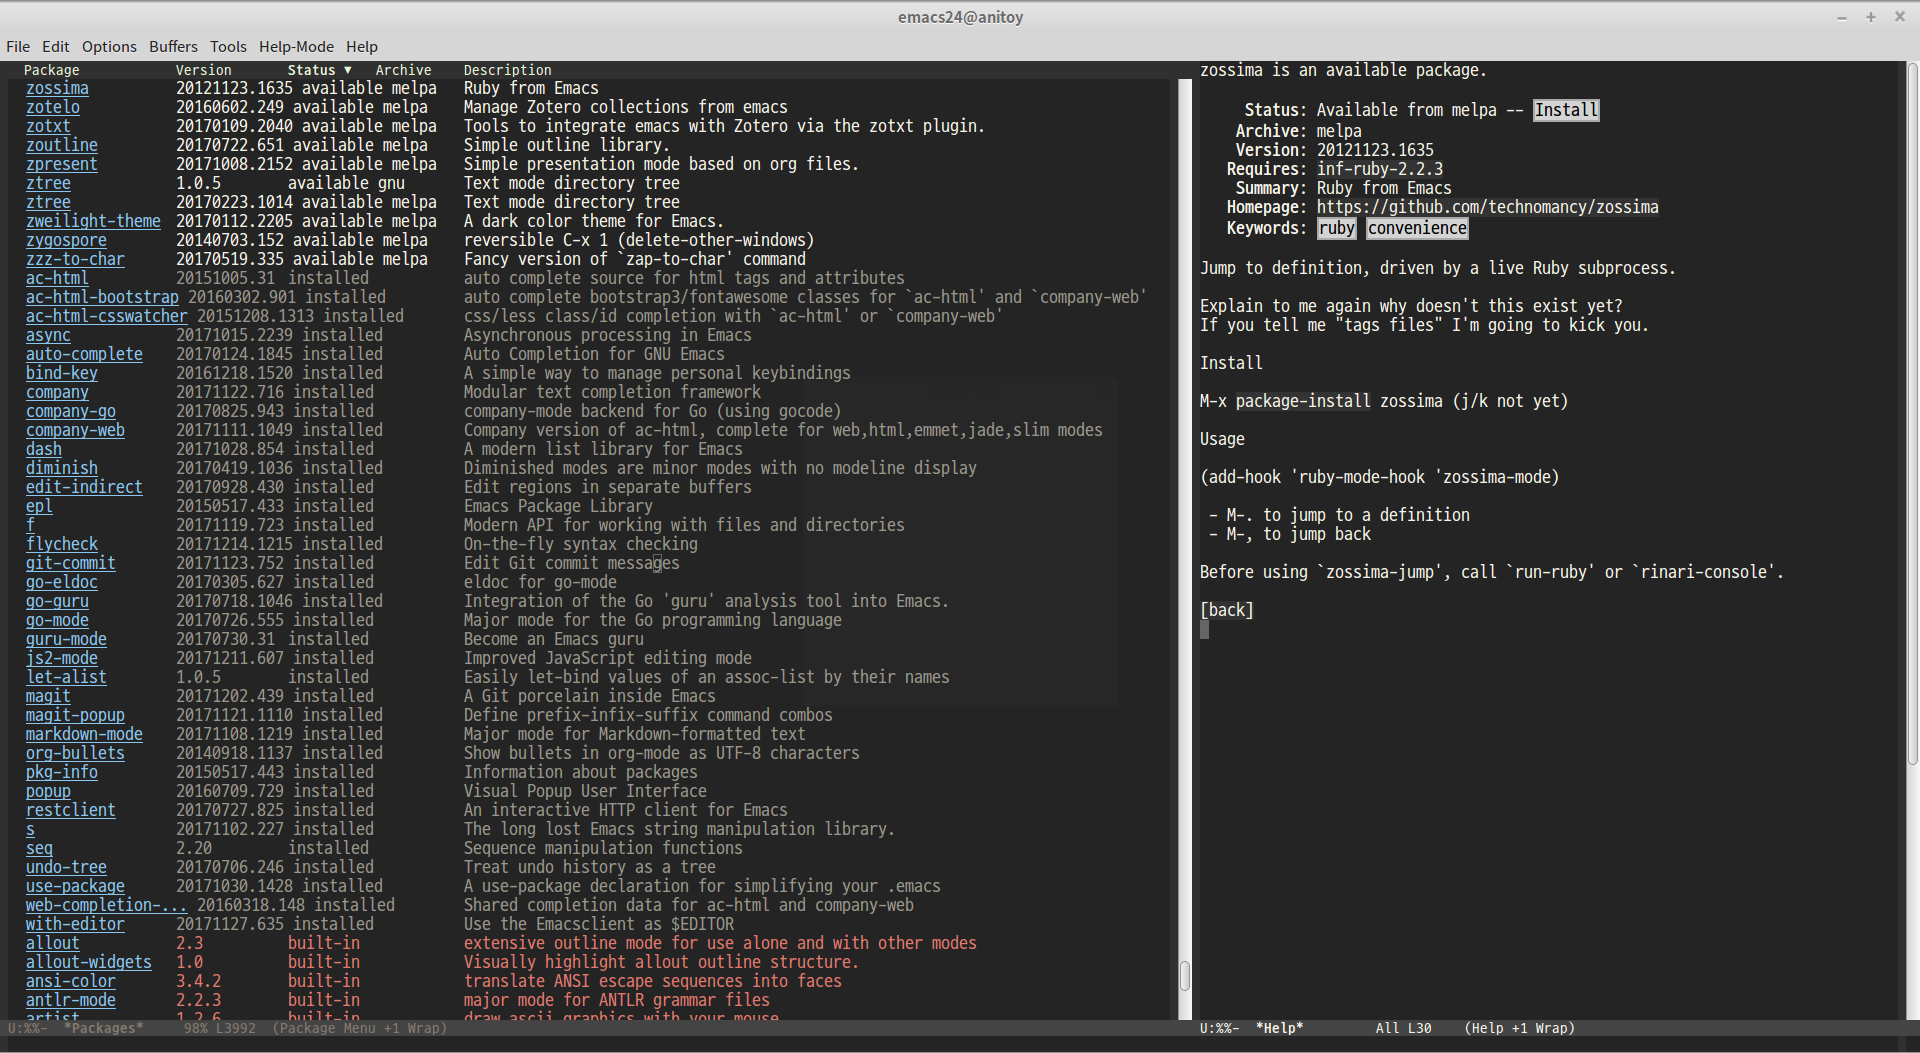 emacs24@anitoy
File Edit Options Buffers Tools Help-Mode Help
Package Version Status ▼ Archive Description
zossima 20121123.1635 available melpa Ruby from Emacs
zotelo 20160602.249 available melpa Manage Zotero collections from emacs
zotxt 20170109.2040 available melpa Tools to integrate emacs with Zotero via the zotxt plugin.
zoutline 20170722.651 available melpa Simple outline library.
zpresent 20171008.2152 available melpa Simple presentation mode based on org files.
ztree 1.0.5 available gnu Text mode directory tree
ztree 20170223.1014 available melpa Text mode directory tree
zweilight-theme 20170112.2205 available melpa A dark color theme for Emacs.
zygospore 20140703.152 available melpa reversible C-x 1 (delete-other-windows)
zzz-to-char 20170519.335 available melpa Fancy version of `zap-to-char' command
ac-html 20151005.31 installed auto complete source for html tags and attributes
ac-html-bootstrap 20160302.901 installed auto complete bootstrap3/fontawesome classes for `ac-html' and `company-web'
ac-html-csswatcher 20151208.1313 installed css/less class/id completion with `ac-html' or `company-web'
async 20171015.2239 installed Asynchronous processing in Emacs
auto-complete 20170124.1845 installed Auto Completion for GNU Emacs
bind-key 20161218.1520 installed A simple way to manage personal keybindings
company 20171122.716 installed Modular text completion framework
company-go 20170825.943 installed company-mode backend for Go (using gocode)
company-web 20171111.1049 installed Company version of ac-html, complete for web,html,emmet,jade,slim modes
dash 20171028.854 installed A modern list library for Emacs
diminish 20170419.1036 installed Diminished modes are minor modes with no modeline display
edit-indirect 20170928.430 installed Edit regions in separate buffers
epl 20150517.433 installed Emacs Package Library
f 20171119.723 installed Modern API for working with files and directories
flycheck 20171214.1215 installed On-the-fly syntax checking
git-commit 20171123.752 installed Edit Git commit messages
go-eldoc 20170305.627 installed eldoc for go-mode
go-guru 20170718.1046 installed Integration of the Go 'guru' analysis tool into Emacs.
go-mode 20170726.555 installed Major mode for the Go programming language
guru-mode 20170730.31 installed Become an Emacs guru
js2-mode 20171211.607 installed Improved JavaScript editing mode
let-alist 1.0.5 installed Easily let-bind values of an assoc-list by their names
magit 20171202.439 installed A Git porcelain inside Emacs
magit-popup 20171121.1110 installed Define prefix-infix-suffix command combos
markdown-mode 20171108.1219 installed Major mode for Markdown-formatted text
org-bullets 20140918.1137 installed Show bullets in org-mode as UTF-8 characters
pkg-info 20150517.443 installed Information about packages
popup 20160709.729 installed Visual Popup User Interface
restclient 20170727.825 installed An interactive HTTP client for Emacs
s 20171102.227 installed The long lost Emacs string manipulation library.
seq 2.20 installed Sequence manipulation functions
undo-tree 20170706.246 installed Treat undo history as a tree
use-package 20171030.1428 installed A use-package declaration for simplifying your .emacs
web-completion-... 20160318.148 installed Shared completion data for ac-html and company-web
with-editor 20171127.635 installed Use the Emacsclient as $EDITOR
allout 2.3 built-in extensive outline mode for use alone and with other modes
allout-widgets 1.0 built-in Visually highlight allout outline structure.
ansi-color 3.4.2 built-in translate ANSI escape sequences into faces
antlr-mode 2.2.3 built-in major mode for ANTLR grammar files
artist 1.2.6 built-in draw ascii graphics with your mouse
U:%%- *Packages* 98% L3992 (Package Menu +1 Wrap)
zossima is an available package.
Status: Available from melpa -- Install
Archive: melpa
Version: 20121123.1635
Requires: inf-ruby-2.2.3
Summary: Ruby from Emacs
Homepage: https://github.com/technomancy/zossima
Keywords: ruby convenience
Jump to definition, driven by a live Ruby subprocess.
Explain to me again why doesn't this exist yet?
If you tell me "tags files" I'm going to kick you.
Install
M-x package-install zossima (j/k not yet)
Usage
(add-hook 'ruby-mode-hook 'zossima-mode)
- M-. to jump to a definition
- M-, to jump back
Before using `zossima-jump', call `run-ruby' or `rinari-console'.
[back]
U:%%- *Help* All L30 (Help +1 Wrap)